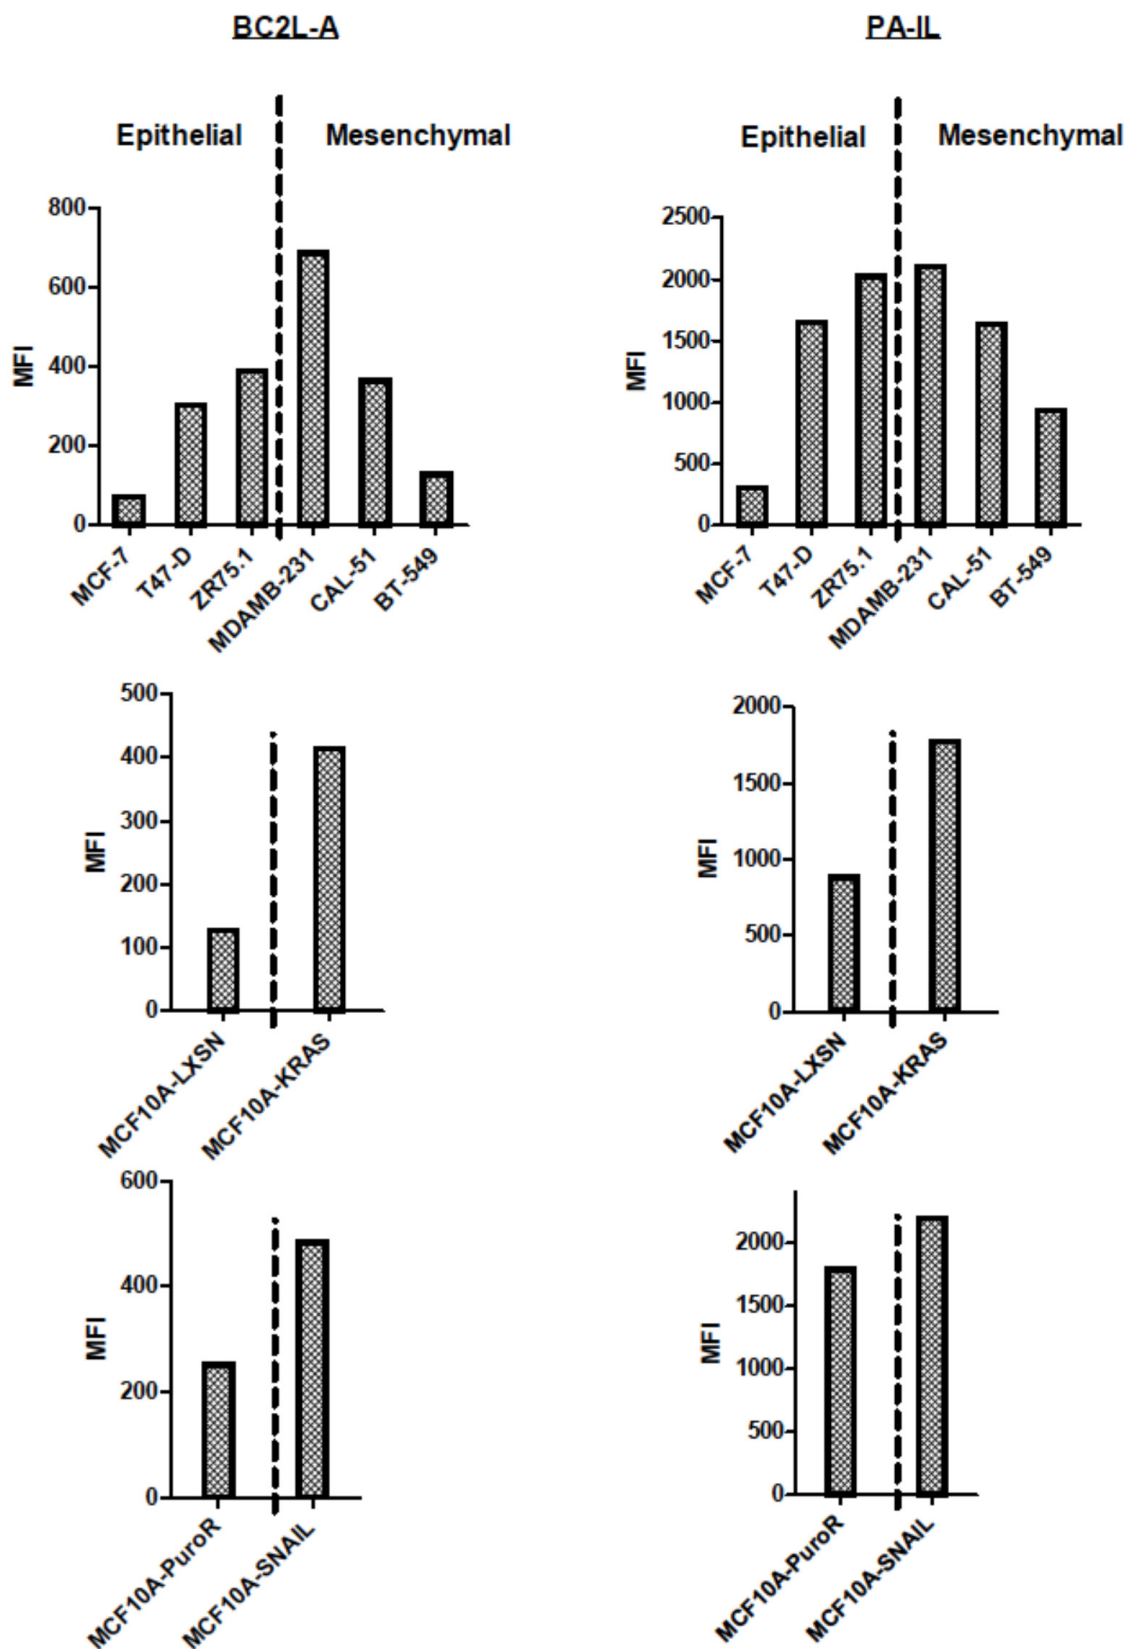 BC2L-A
PA-IL
Epithelial
Mesenchymal
800
600
400
200
0
MFI
MCF-7
T47-D
ZR75.1
MDAMB-231
CAL-51
BT-549
Epithelial
Mesenchymal
2500
2000
1500
1000
500
0
MFI
MCF-7
T47-D
ZR75.1
MDAMB-231
CAL-51
BT-549
500
400
300
200
100
0
MFI
MCF10A-LXSN
MCF10A-KRAS
2000
1500
1000
500
0
MFI
MCF10A-LXSN
MCF10A-KRAS
600
400
200
0
MFI
MCF10A-PuroR
MCF10A-SNAIL
2000
1500
1000
500
0
MFI
MCF10A-PuroR
MCF10A-SNAIL